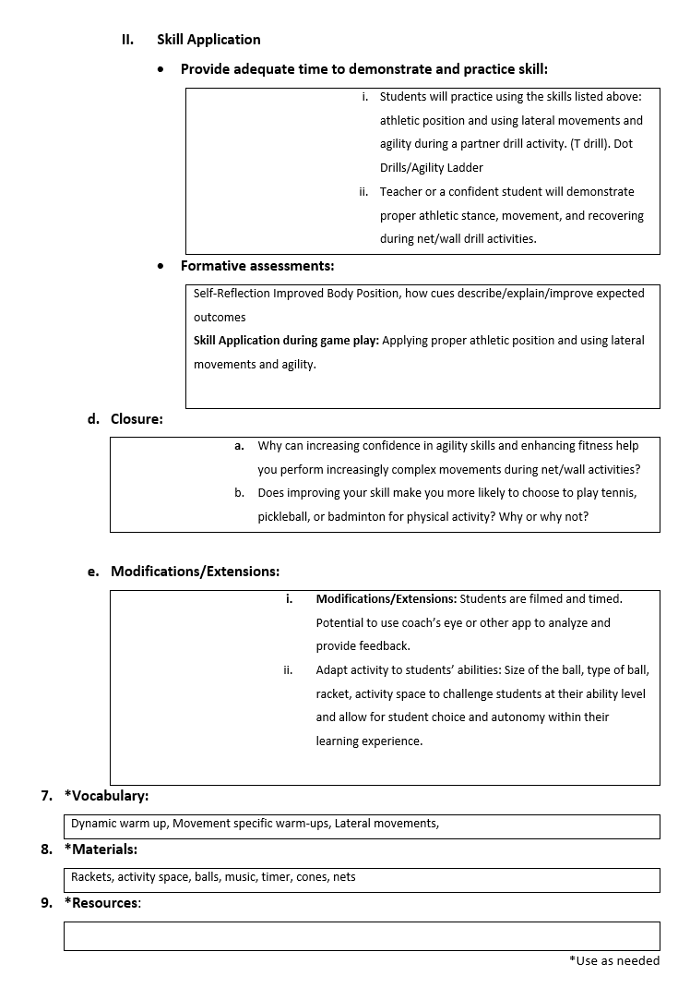 II. Skill Application
• Provide adequate time to demonstrate and practice skill:
i. Students will practice using the skills listed above:
athletic position and using lateral movements and
agility during a partner drill activity. (T drill). Dot
Drills/Agility Ladder
ii. Teacher or a confident student will demonstrate
proper athletic stance, movement, and recovering
during net/wall drill activities.
• Formative assessments:
Self-Reflection Improved Body Position, how cues describe/explain/improve expected
outcomes
Skill Application during game play: Applying proper athletic position and using lateral
movements and agility.
d. Closure:
a. Why can increasing confidence in agility skills and enhancing fitness help
you perform increasingly complex movements during net/wall activities?
b. Does improving your skill make you more likely to choose to play tennis,
pickleball, or badminton for physical activity? Why or why not?
e. Modifications/Extensions:
i. Modifications/Extensions: Students are filmed and timed.
Potential to use coach’s eye or other app to analyze and
provide feedback.
ii. Adapt activity to students’ abilities: Size of the ball, type of ball,
racket, activity space to challenge students at their ability level
and allow for student choice and autonomy within their
learning experience.
7. *Vocabulary:
Dynamic warm up, Movement specific warm-ups, Lateral movements,
8. *Materials:
Rackets, activity space, balls, music, timer, cones, nets
9. *Resources:
*Use as needed